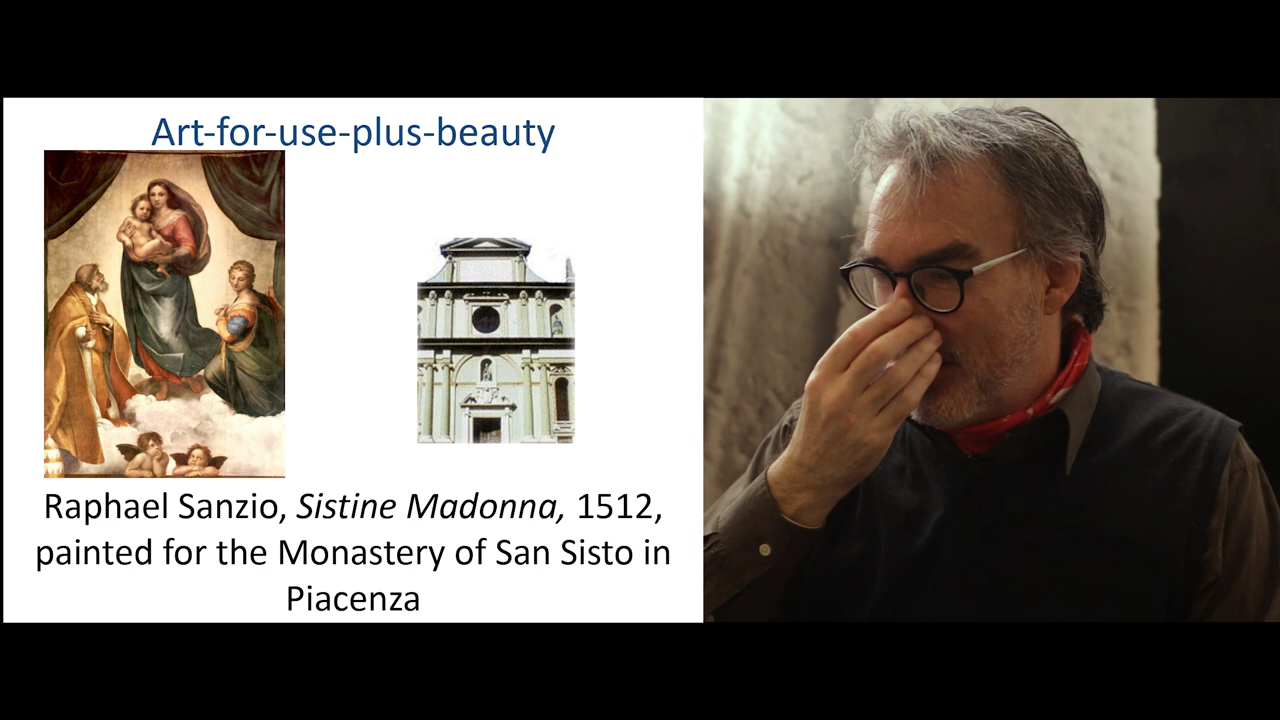 Art-for-use-plus-beauty
Raphael Sanzio, Sistine Madonna, 1512,
painted for the Monastery of San Sisto in
Piacenza